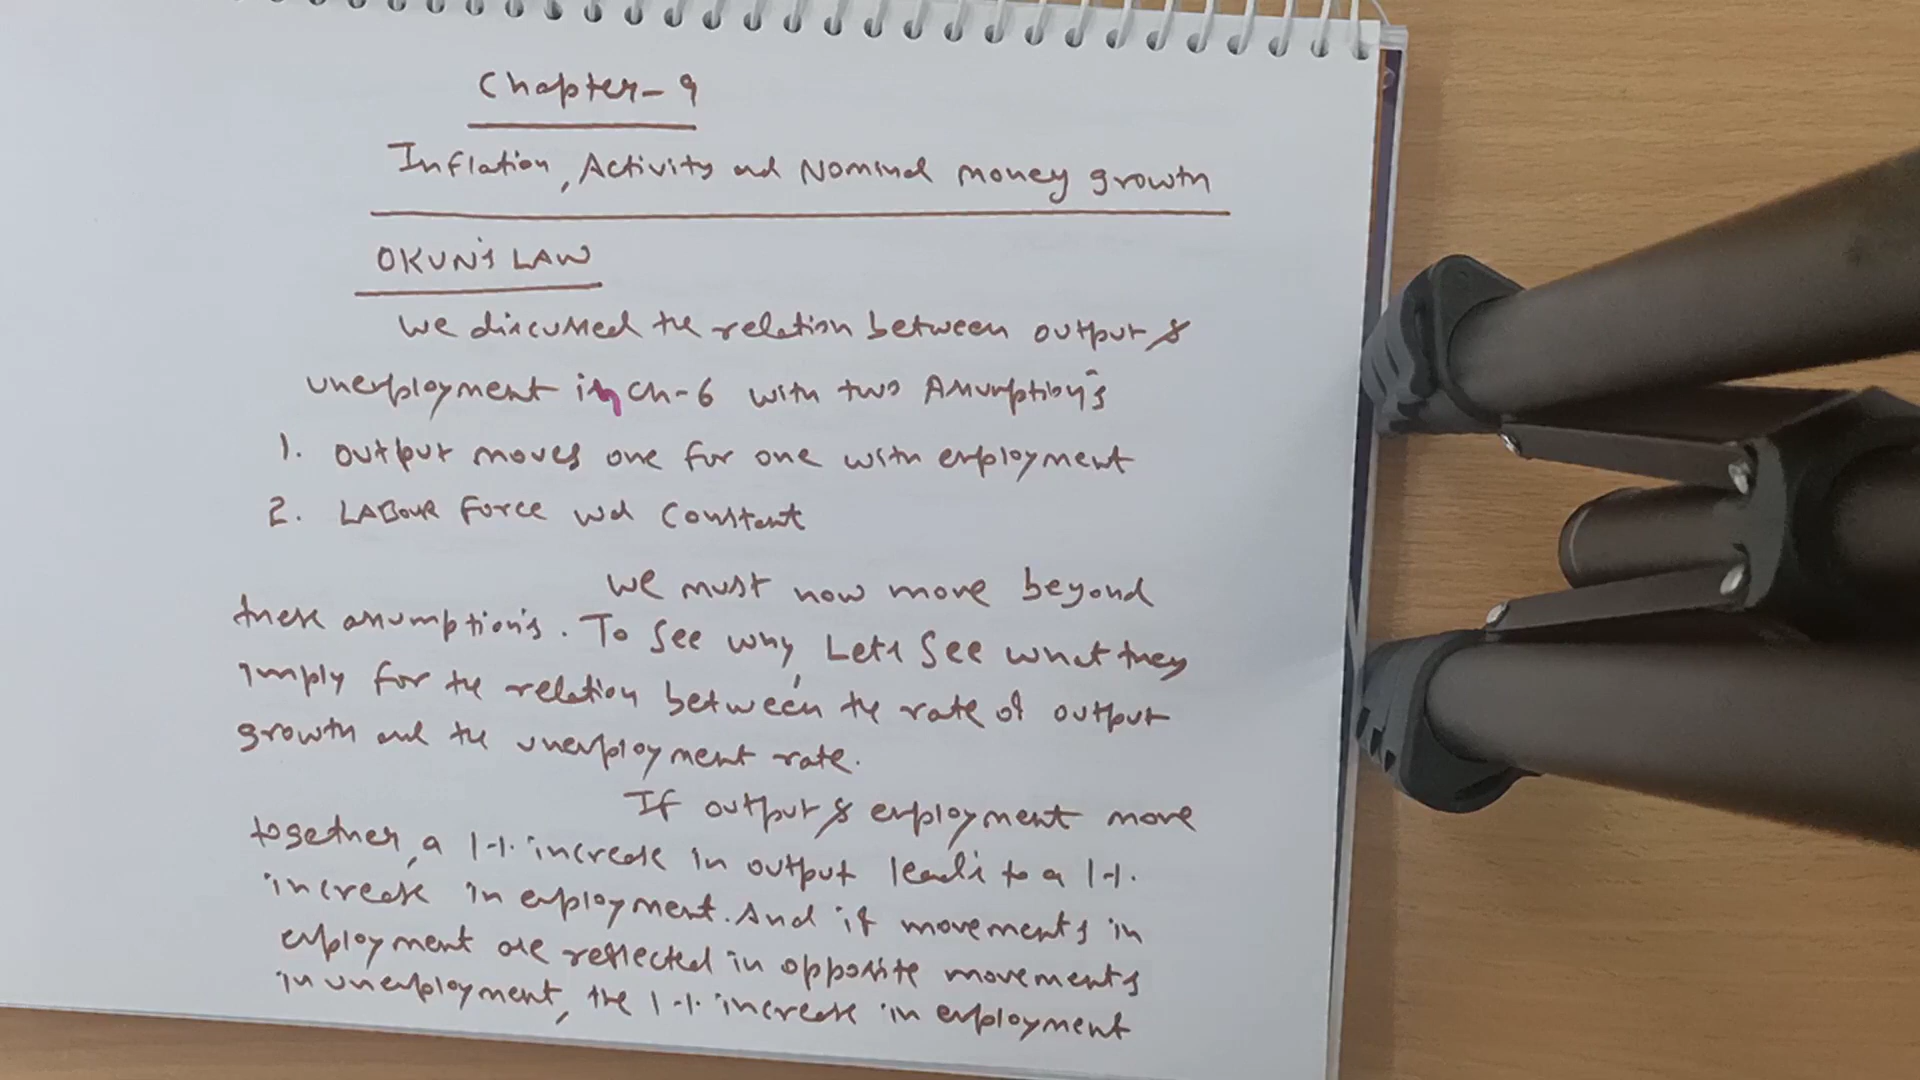 Chapter-9
Inflation, Activity and Nominal money growth
OKUN'S LAW
We discussed the relation between output &
unemployment in Ch-6 with two Assumption's
1. Output moves one for one with employment
2. LABOUR Force was Constant
We must now move beyond
these assumption's. To See why, Lets See what they
imply for the relation between the rate of output
growth and the unemployment rate.
If output & employment move
together, a 1% increase in output leads to a 1%
increase in employment. And if movements in
employment are reflected in opposite movements
in unemployment, the 1% increase in employment